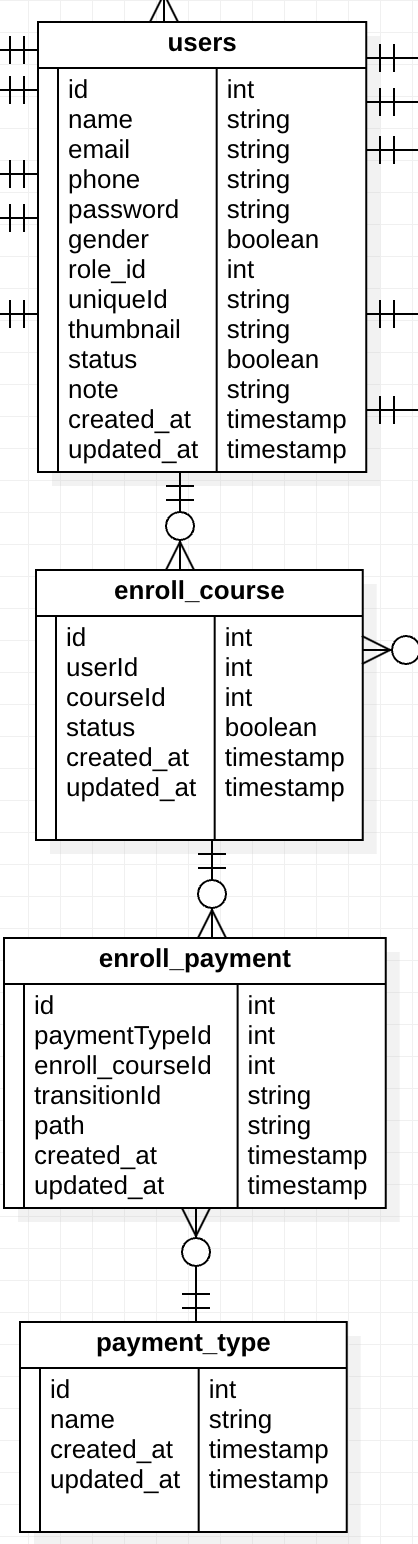 users
id int
name string
email string
phone string
password string
gender boolean
role_id int
uniqueId string
thumbnail string
status boolean
note string
created_at timestamp
updated_at timestamp
enroll_course
id int
userId int
courseId int
status boolean
created_at timestamp
updated_at timestamp
enroll_payment
id int
paymentTypeId int
enroll_courseId int
transitionId string
path string
created_at timestamp
updated_at timestamp
payment_type
id int
name string
created_at timestamp
updated_at timestamp